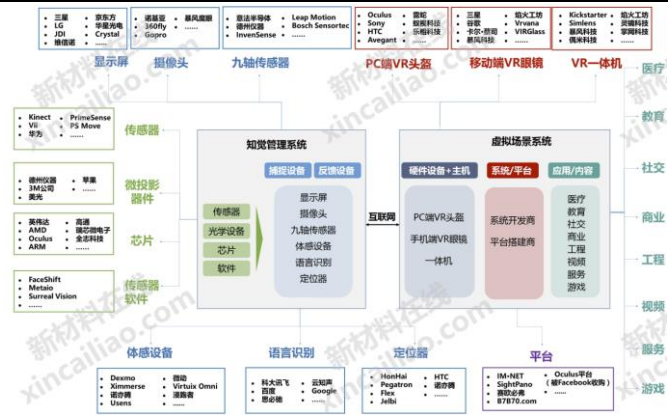 三星
LG
JDI
维信诺
京东方
华星光电
Crystal
……
诺基亚
360fly
Gopro
暴风魔眼
……
意法半导体
德州仪器
InvenSense
Leap Motion
Bosch Sensortec
……
Oculus
Sony
HTC
Avegant
雷蛇
蚁视科技
乐相科技
……
三星
谷歌
卡尔·蔡司
暴风科技
焰火工坊
Vrvana
VIRGlass
……
Kickstarter
Simlens
暴风科技
偶米科技
焰火工坊
灵镜科技
掌网科技
……
显示屏
摄像头
九轴传感器
PC端VR头盔
移动端VR眼镜
VR一体机
医疗
教育
社交
商业
工程
视频
服务
游戏
Kinect
Vii
华方
PrimeSense
PS Move
……
传感器
德州仪器
3M公司
美光
苹果
……
微投影
器件
英伟达
AMD
Oculus
ARM
高通
瑞芯微电子
全志科技
……
芯片
FaceShift
Metaio
Surreal Vision
……
传感器
软件
知觉管理系统
捕捉设备
反馈设备
传感器
光学设备
芯片
软件
显示屏
摄像头
九轴传感器
体感设备
语言识别
定位器
互联网
虚拟场景系统
硬件设备+主机
系统/平台
应用/内容
PC端VR头盔
手机端VR眼镜
一体机
系统开发商
平台搭建商
医疗
教育
社交
商业
工程
视频
服务
游戏
体感设备
语言识别
定位器
平台
Dexmo
Ximmerse
诺亦腾
Usens
微动
Virtuix Omni
浸跑者
……
科大讯飞
百度
思必驰
云知声
Google
……
HonHai
Pegatron
Flex
Jelbi
HTC
诺亦腾
……
IM·NET
SightPano
赛欧必弗
87870.com
Oculus平台
（被Facebook收购）
……
新材料在线
xincailiao.com